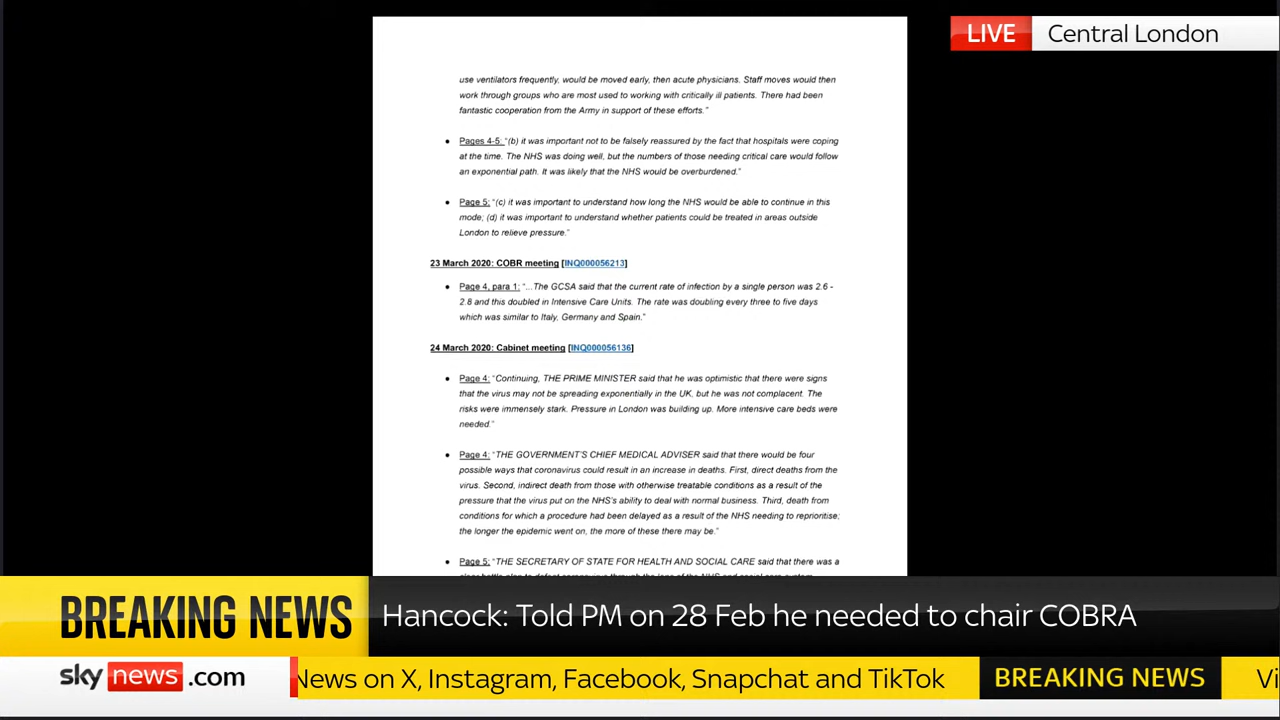 LIVE Central London
use ventilators frequently, would be moved early, then acute physicians. Staff moves would then
work through groups who are most used to working with critically ill patients. There had been
fantastic cooperation from the Army in support of these efforts."
● Pages 4-5: "(b) it was important not to be falsely reassured by the fact that hospitals were coping
at the time. The NHS was doing well, but the numbers of those needing critical care would follow
an exponential path. It was likely that the NHS would be overburdened."
● Page 5: "(c) it was important to understand how long the NHS would be able to continue in this
mode; (d) it was important to understand whether patients could be treated in areas outside
London to relieve pressure."
23 March 2020: COBR meeting [INQ000056213]
● Page 4, para 1: "...The GCSA said that the current rate of infection by a single person was 2.6 -
2.8 and this doubled in Intensive Care Units. The rate was doubling every three to five days
which was similar to Italy, Germany and Spain."
24 March 2020: Cabinet meeting [INQ000056136]
● Page 4: "Continuing, THE PRIME MINISTER said that he was optimistic that there were signs
that the virus may not be spreading exponentially in the UK, but he was not complacent. The
risks were immensely stark. Pressure in London was building up. More intensive care beds were
needed."
● Page 4: "THE GOVERNMENT'S CHIEF MEDICAL ADVISER said that there would be four
possible ways that coronavirus could result in an increase in deaths. First, direct deaths from the
virus. Second, indirect death from those with otherwise treatable conditions as a result of the
pressure that the virus put on the NHS's ability to deal with normal business. Third, death from
conditions for which a procedure had been delayed as a result of the NHS needing to reprioritise;
the longer the epidemic went on, the more of these there may be."
● Page 5: "THE SECRETARY OF STATE FOR HEALTH AND SOCIAL CARE said that there was a
BREAKING NEWS Hancock: Told PM on 28 Feb he needed to chair COBRA
sky news .com News on X, Instagram, Facebook, Snapchat and TikTok BREAKING NEWS Vi